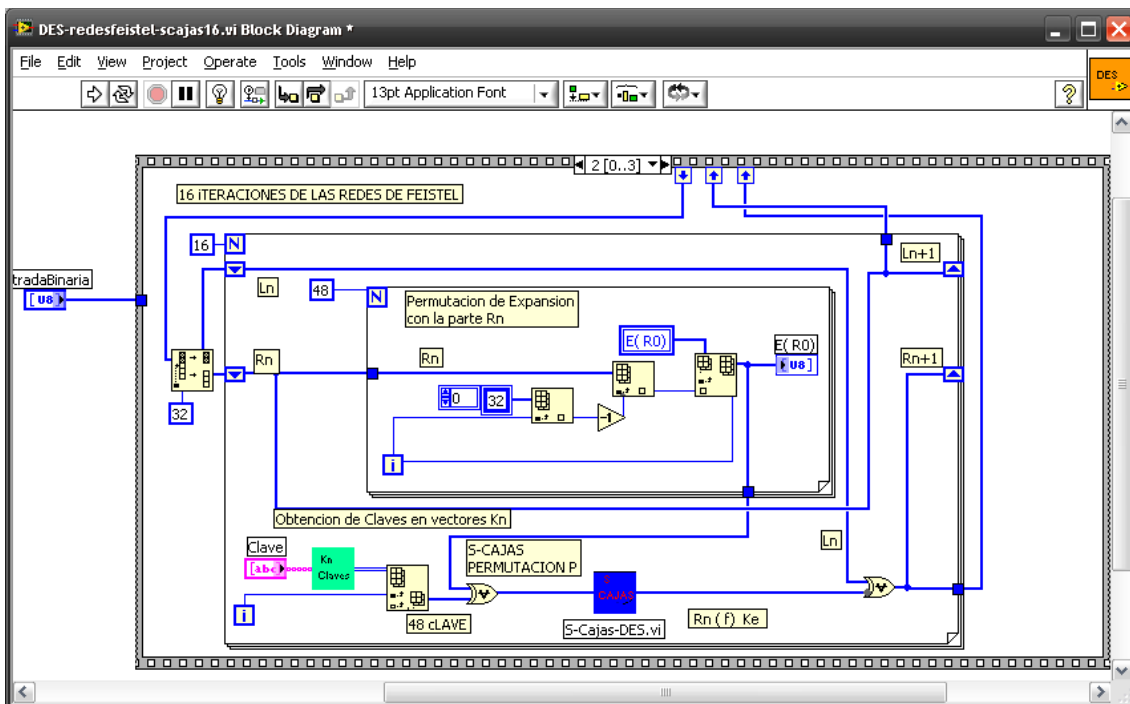 DES-redesfeistel-scajas16.vi Block Diagram *
File Edit View Project Operate Tools Window Help
13pt Application Font
?
DES
2 [0..3]
16 iTERACIONES DE LAS REDES DE FEISTEL
16
N
Ln+1
tradaBinaria
[U8]
Ln
48
N
Permutacion de Expansion
con la parte Rn
E( R0)
E( R0)
U8]
Rn
Rn
Rn+1
0
32
-1
32
i
Obtencion de Claves en vectores Kn
Ln
Clave
[abc]
Kn
Claves
S-CAJAS
PERMUTACION P
S
CAJAS
i
48 cLAVE
S-Cajas-DES.vi
Rn ( f ) Ke